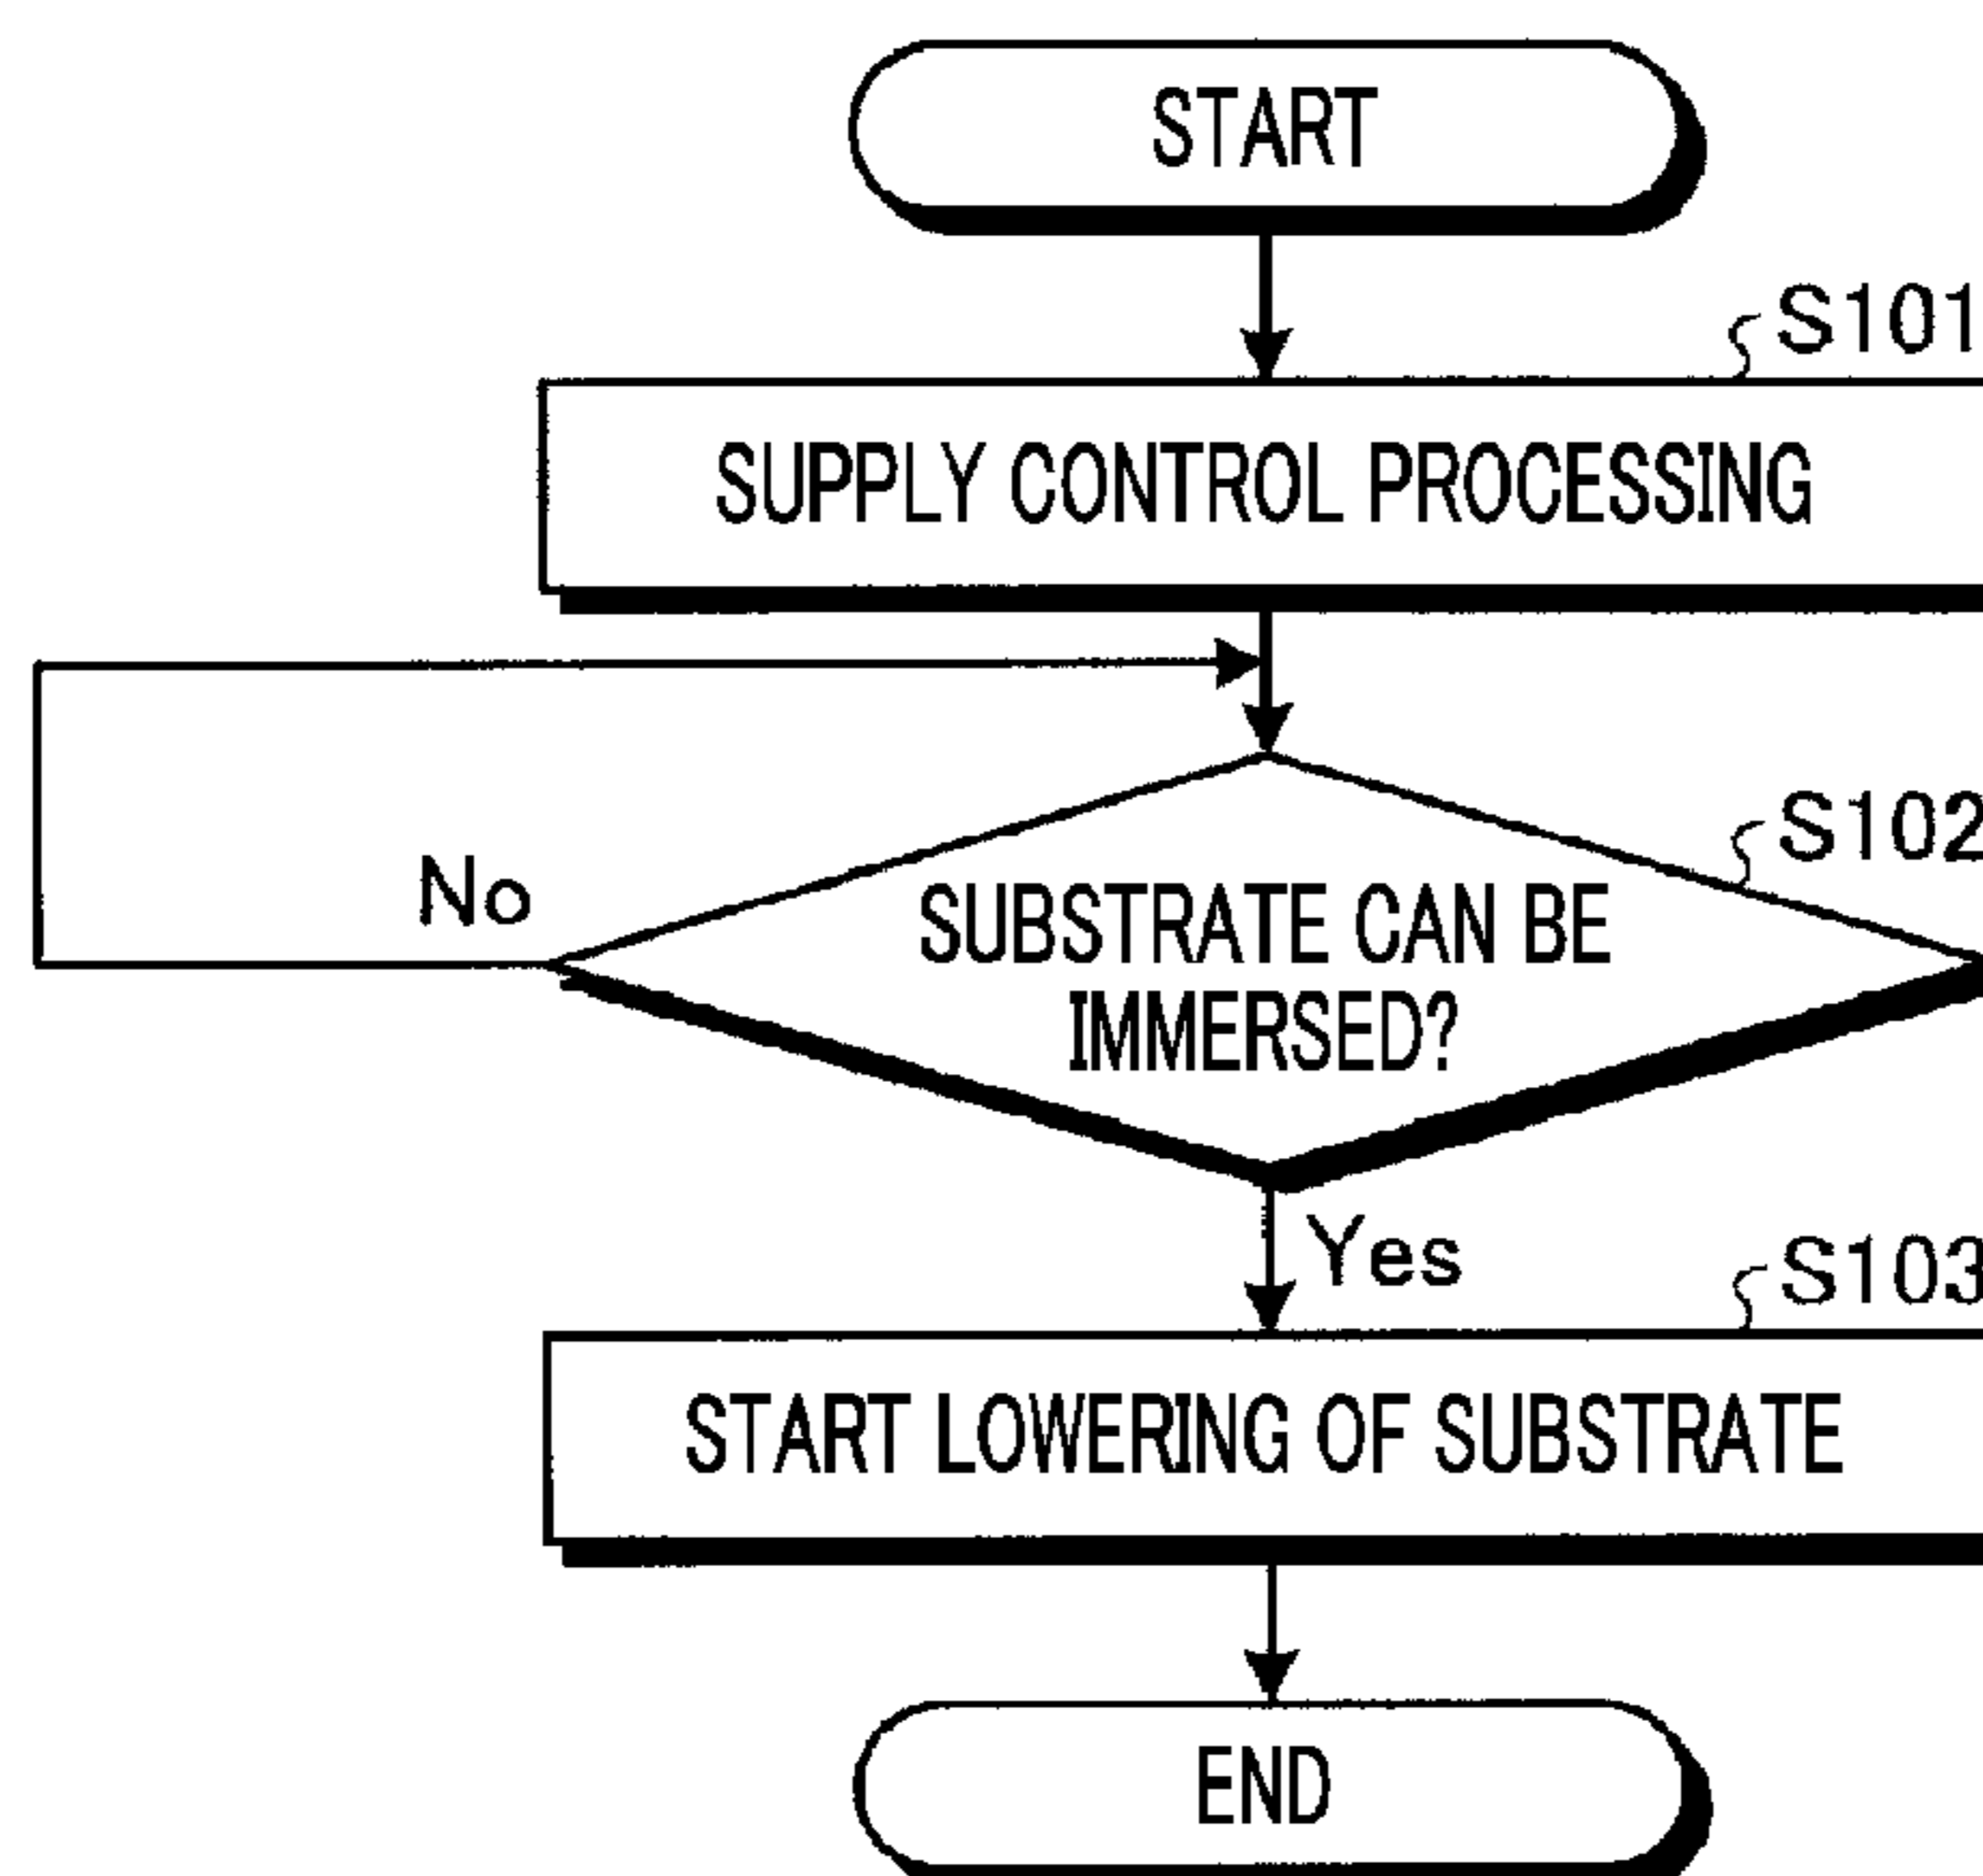 START
S101
SUPPLY CONTROL PROCESSING
S102
No
SUBSTRATE CAN BE
IMMERSED?
Yes
S103
START LOWERING OF SUBSTRATE
END